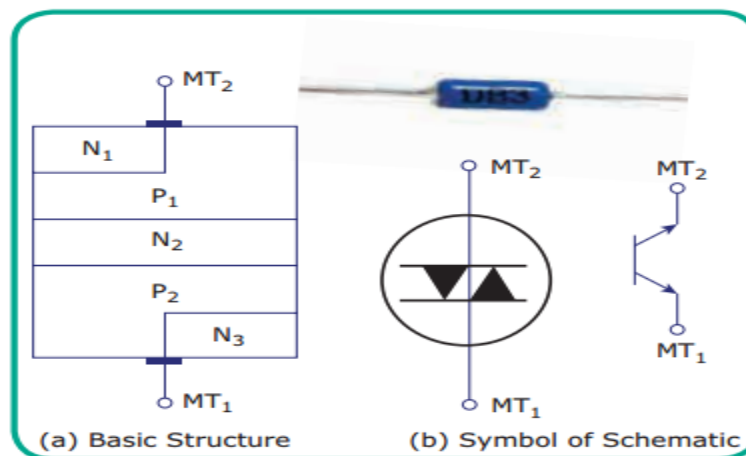 MT₂
DB3
N₁
P₁
N₂
P₂
N₃
MT₁
MT₂
MT₁
MT₂
MT₁
(a) Basic Structure
(b) Symbol of Schematic